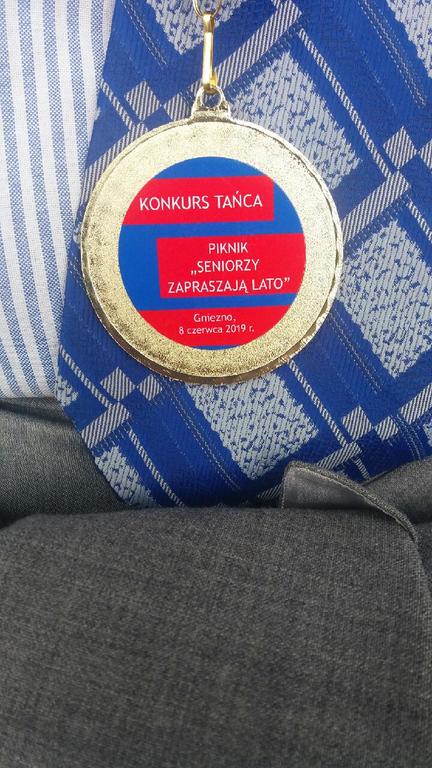 KONKURS TAŃCA
PIKNIK
„SENIORZY
ZAPRASZAJĄ LATO”
Gniezno,
8 czerwca 2019 r.